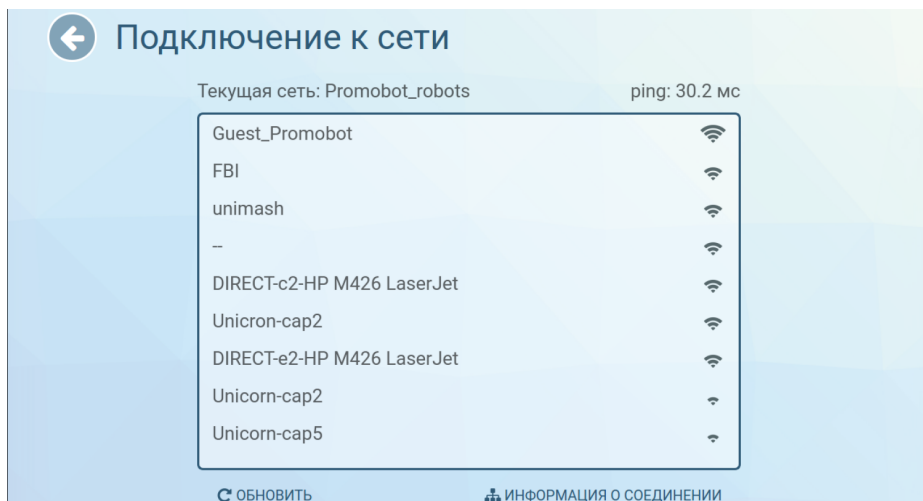 Подключение к сети
Текущая сеть: Promobot_robots ping: 30.2 мс
Guest_Promobot
FBI
unimash
--
DIRECT-c2-HP M426 LaserJet
Unicron-cap2
DIRECT-e2-HP M426 LaserJet
Unicorn-cap2
Unicorn-cap5
ОБНОВИТЬ ИНФОРМАЦИЯ О СОЕДИНЕНИИ